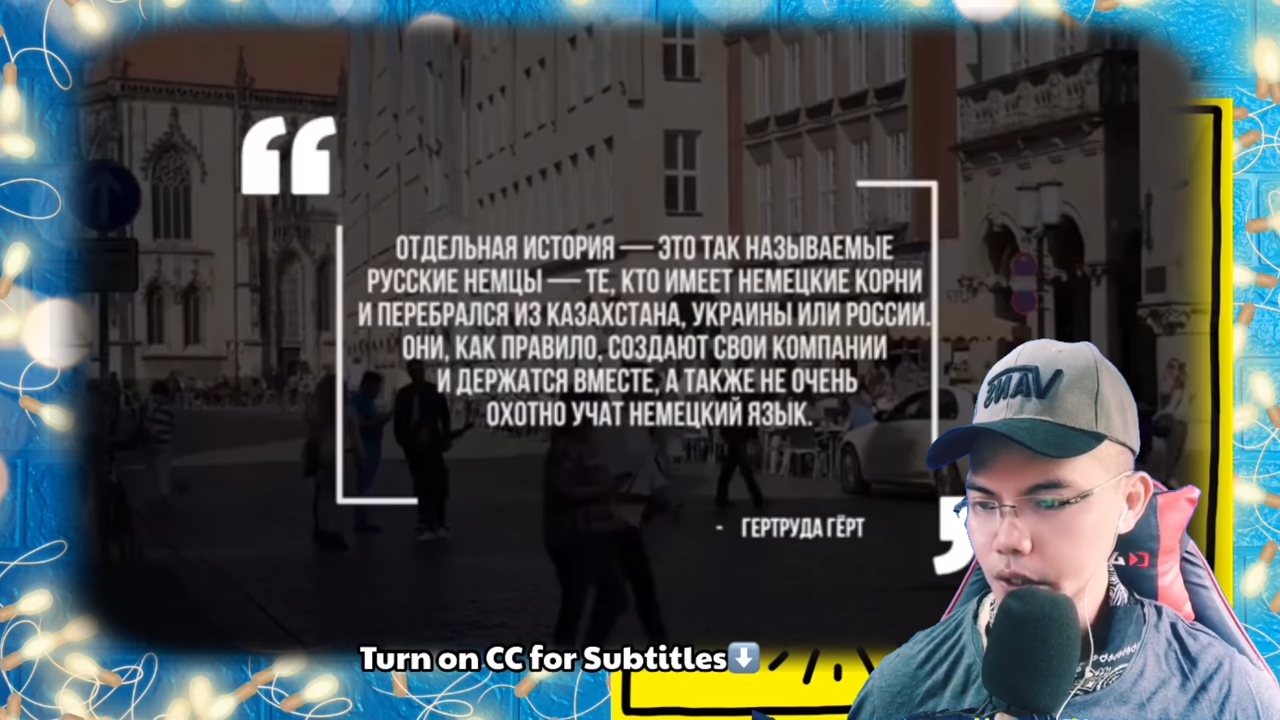 ОТДЕЛЬНАЯ ИСТОРИЯ — ЭТО ТАК НАЗЫВАЕМЫЕ
РУССКИЕ НЕМЦЫ — ТЕ, КТО ИМЕЕТ НЕМЕЦКИЕ КОРНИ
И ПЕРЕБРАЛСЯ ИЗ КАЗАХСТАНА, УКРАИНЫ ИЛИ РОССИИ.
ОНИ, КАК ПРАВИЛО, СОЗДАЮТ СВОИ КОМПАНИИ
И ДЕРЖАТСЯ ВМЕСТЕ, А ТАКЖЕ НЕ ОЧЕНЬ
ОХОТНО УЧАТ НЕМЕЦКИЙ ЯЗЫК.
- ГЕРТРУДА ГЁРТ
VANS
Turn on CC for Subtitles⬇️